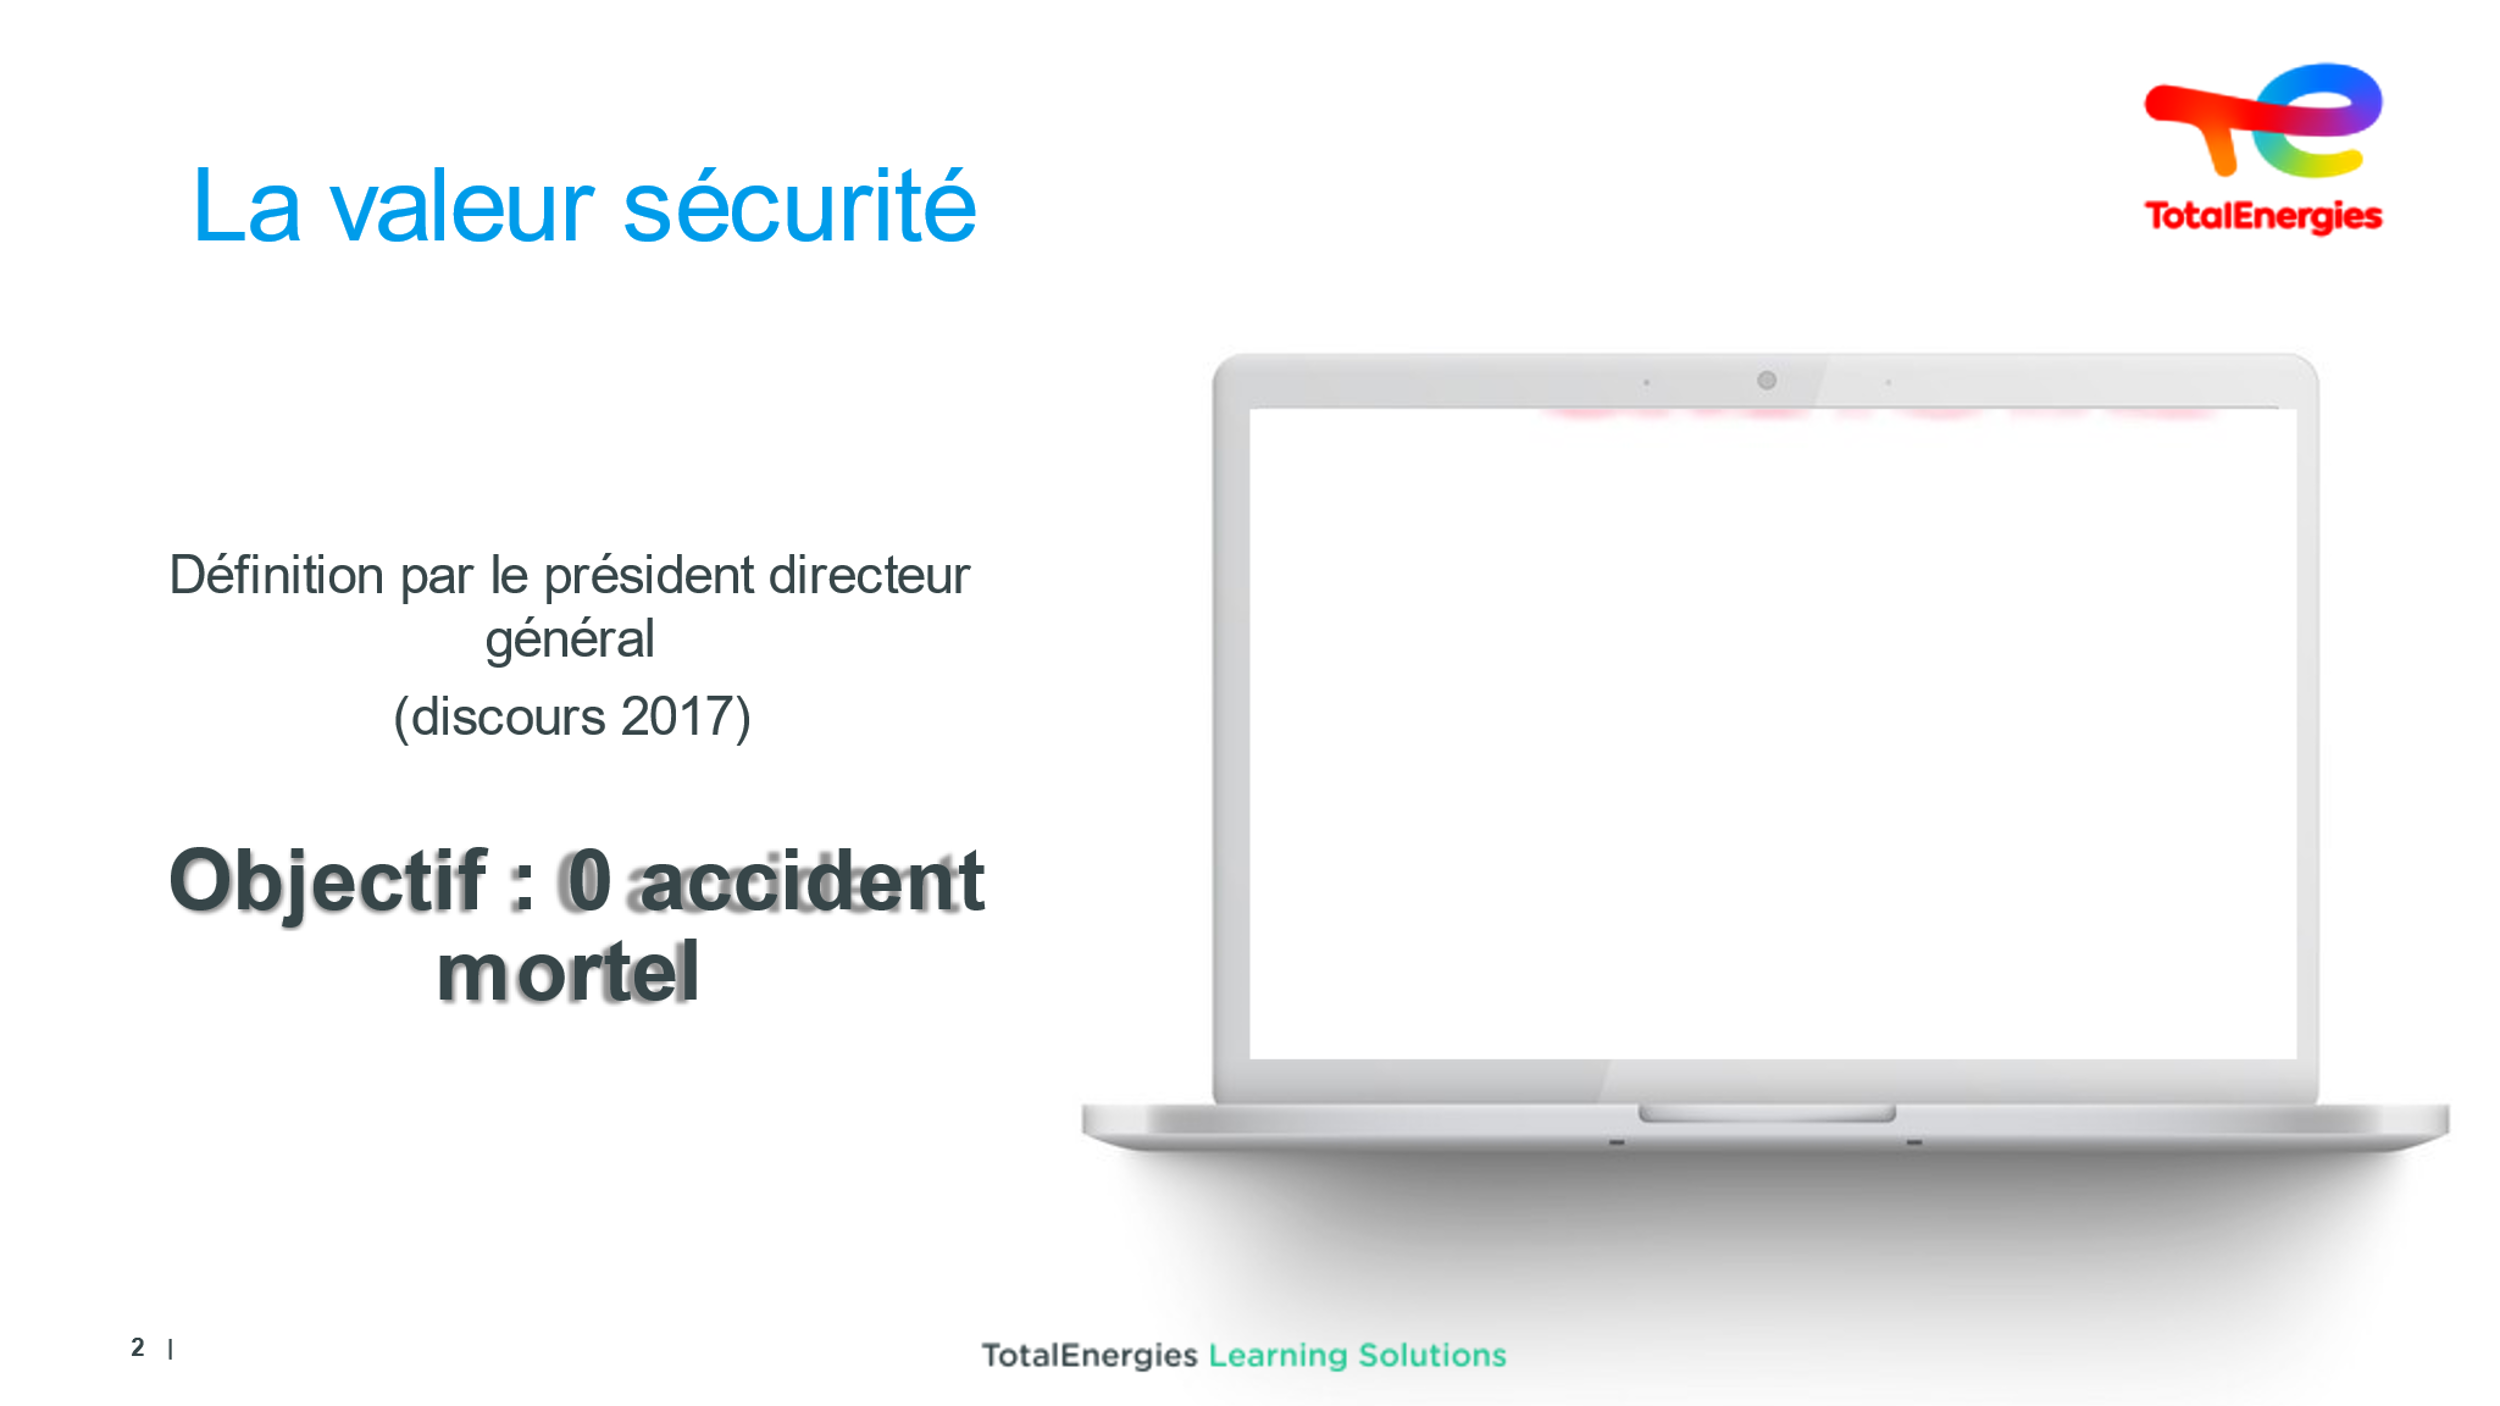 La valeur sécurité
TotalEnergies
Définition par le président directeur
général
(discours 2017)
Objectif : 0 accident
mortel
2 |
TotalEnergies Learning Solutions